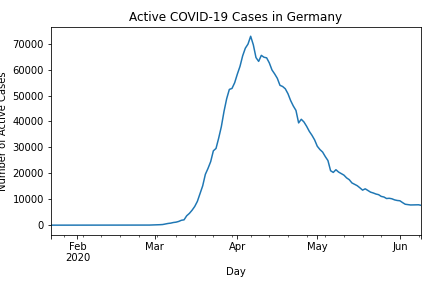 Active COVID-19 Cases in Germany
Number of Active Cases
70000
60000
50000
40000
30000
20000
10000
0
Feb
2020
Mar
Apr
May
Jun
Day